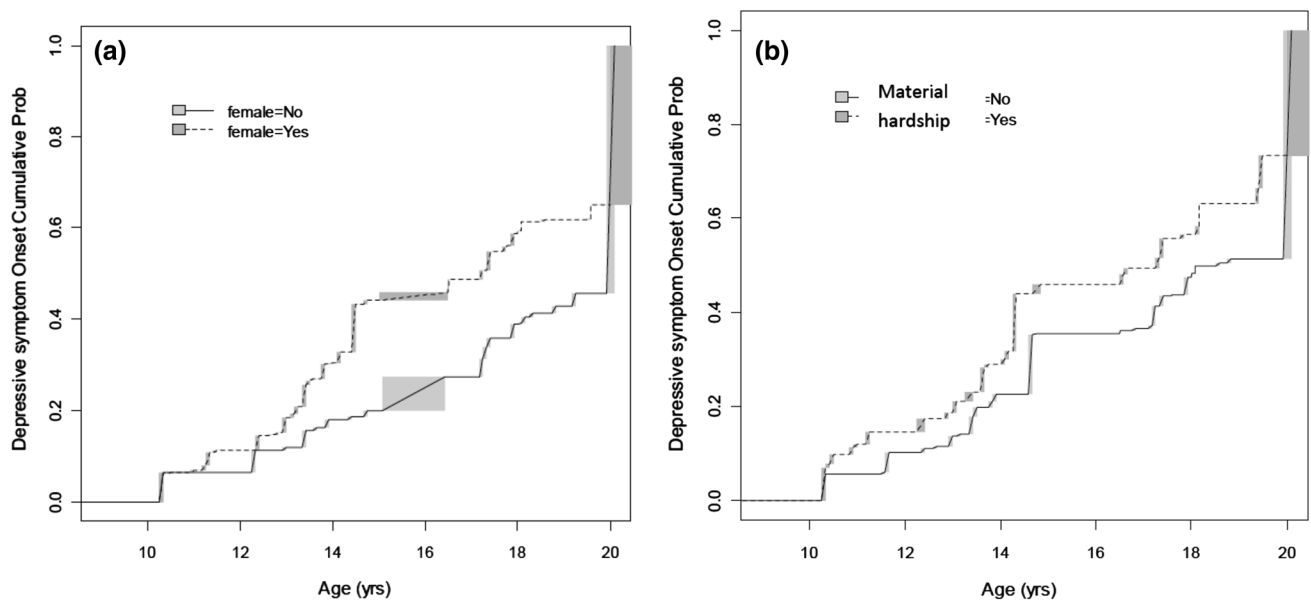 (a)
Depressive symptom Onset Cumulative Prob
1.0
0.8
0.6
0.4
0.2
0.0
female=No
female=Yes
10 12 14 16 18 20
Age (yrs)
(b)
Depressive symptom Onset Cumulative Prob
1.0
0.8
0.6
0.4
0.2
0.0
Material =No
hardship =Yes
10 12 14 16 18 20
Age (yrs)